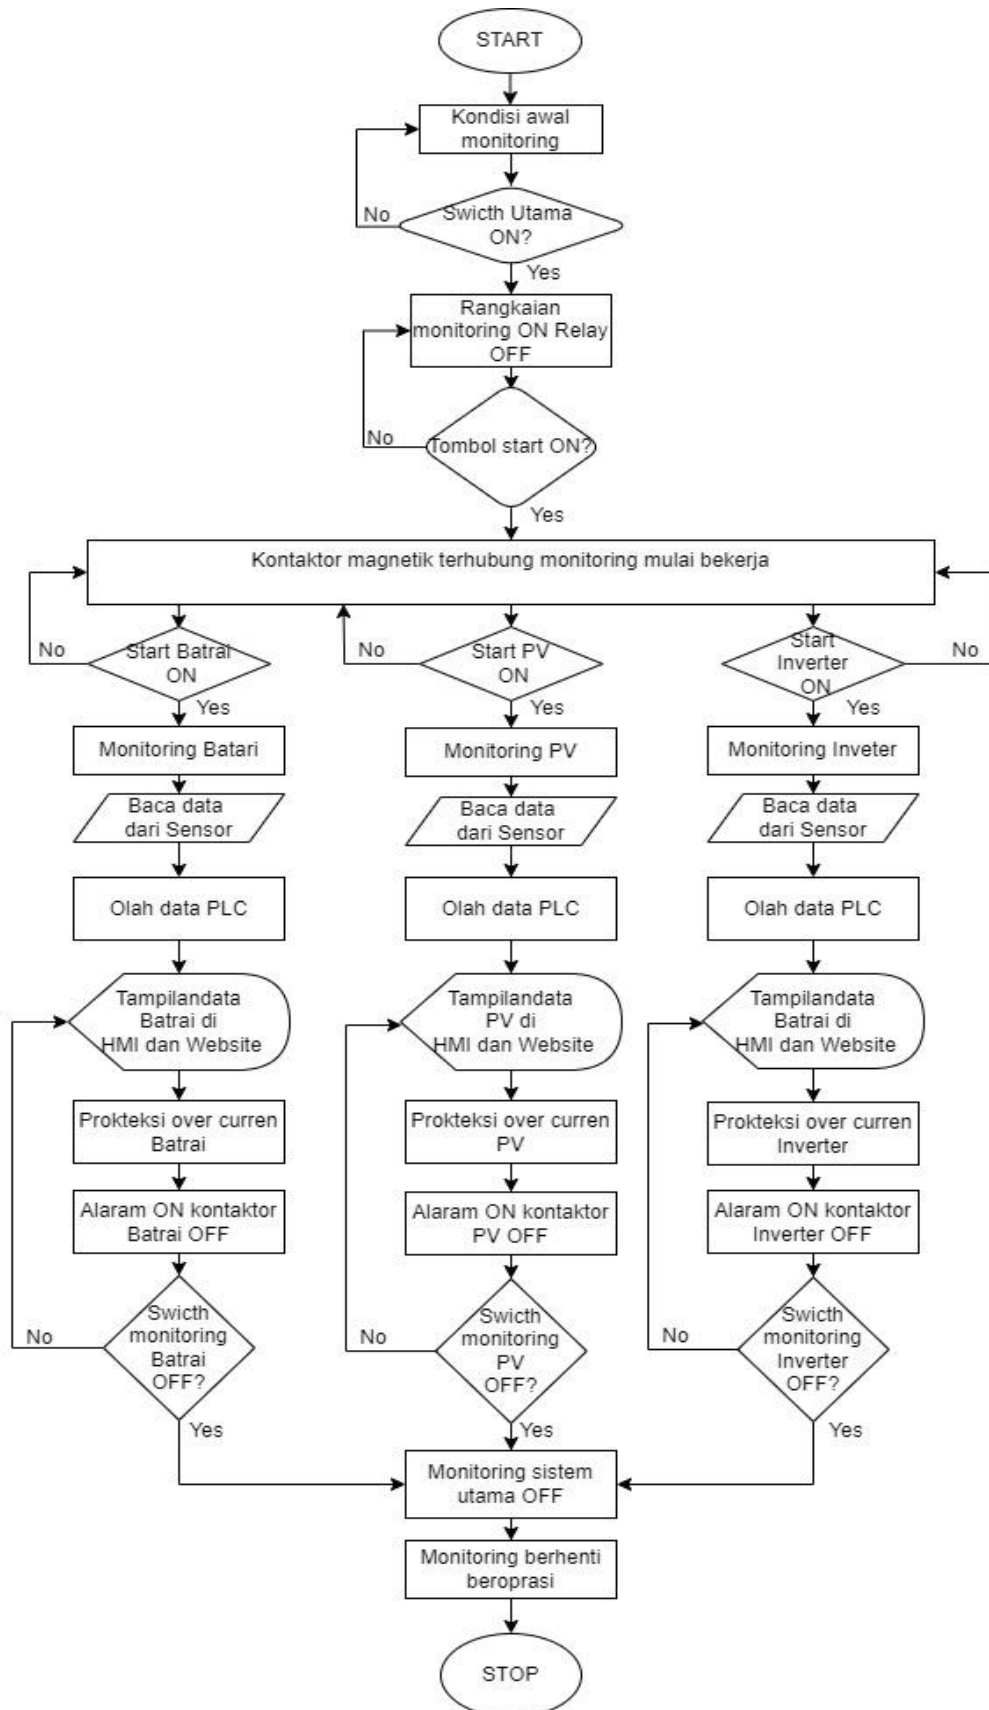 START
Kondisi awal
monitoring
No
Swicth Utama
ON?
Yes
Rangkaian
monitoring ON Relay
OFF
No
Tombol start ON?
Yes
Kontaktor magnetik terhubung monitoring mulai bekerja
No
Start Batrai
ON
Yes
No
Start PV
ON
Yes
Start
Inverter
ON
No
Yes
Monitoring Batari
Monitoring PV
Monitoring Inveter
Baca data
dari Sensor
Baca data
dari Sensor
Baca data
dari Sensor
Olah data PLC
Olah data PLC
Olah data PLC
Tampilandata
Batrai di
HMI dan Website
Tampilandata
PV di
HMI dan Website
Tampilandata
Batrai di
HMI dan Website
Prokteksi over curren
Batrai
Prokteksi over curren
PV
Prokteksi over curren
Inverter
Alaram ON kontaktor
Batrai OFF
Alaram ON kontaktor
PV OFF
Alaram ON kontaktor
Inverter OFF
No
Swicth
monitoring
Batrai
OFF?
Yes
No
Swicth
monitoring
PV
OFF?
Yes
No
Swicth
monitoring
Inverter
OFF?
Yes
Monitoring sistem
utama OFF
Monitoring berhenti
beroprasi
STOP